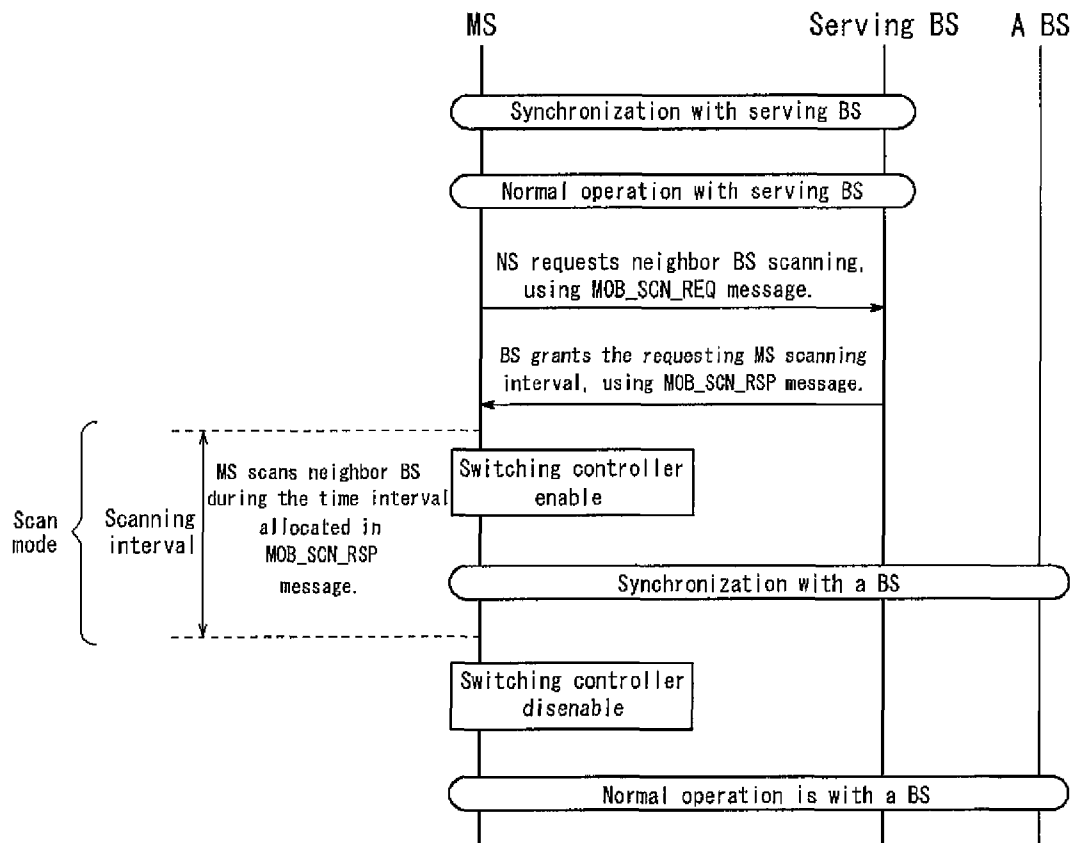 MS Serving BS A BS
Synchronization with serving BS
Normal operation with serving BS
NS requests neighbor BS scanning,
using MOB_SCN_REQ message.
BS grants the requesting MS scanning
interval, using MOB_SCN_RSP message.
Scan
mode
Scanning
interval
MS scans neighbor BS
during the time interval
allocated in
MOB_SCN_RSP
message.
Switching controller
enable
Synchronization with a BS
Switching controller
disenable
Normal operation is with a BS